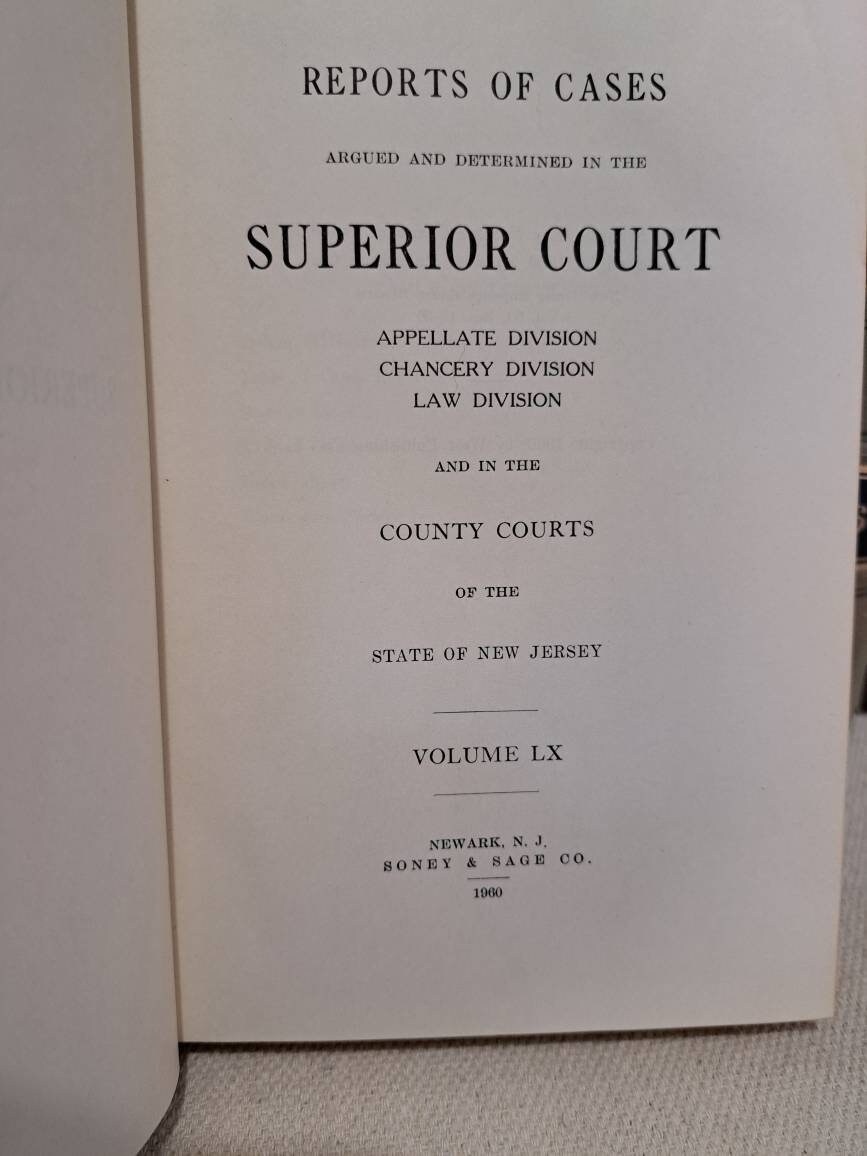 REPORTS OF CASES
ARGUED AND DETERMINED IN THE
SUPERIOR COURT
APPELLATE DIVISION
CHANCERY DIVISION
LAW DIVISION
AND IN THE
COUNTY COURTS
OF THE
STATE OF NEW JERSEY
VOLUME LX
NEWARK, N. J.
SONEY & SAGE CO.
1960